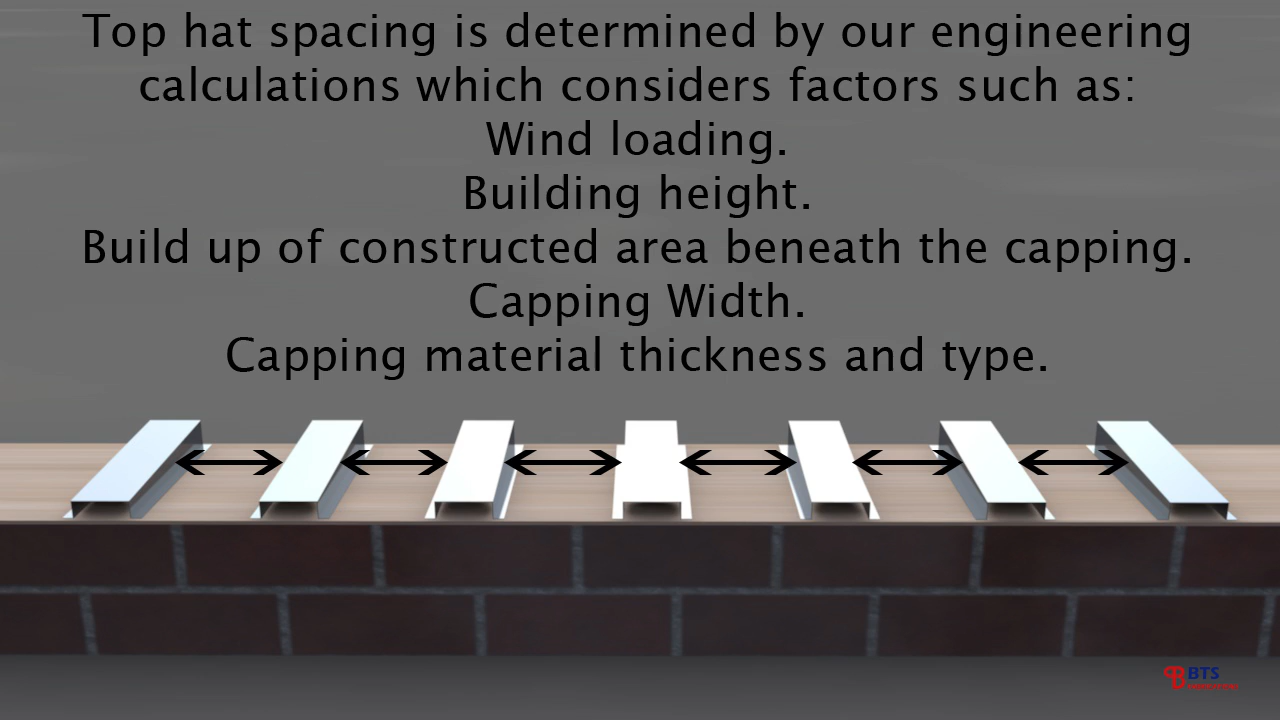 Top hat spacing is determined by our engineering
calculations which considers factors such as:
Wind loading.
Building height.
Build up of constructed area beneath the capping.
Capping Width.
Capping material thickness and type.
BTS